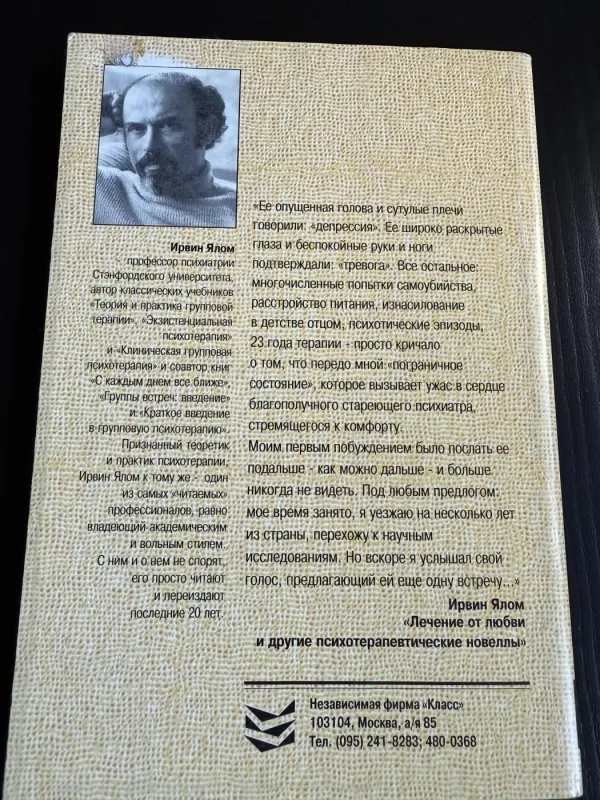 Ирвин Ялом
- профессор психиатрии
Стэнфордского университета,
автор классических учебников
«Теория и практика групповой
терапии», «Экзистенциальная
психотерапия»
и «Клиническая групповая
психотерапия» и соавтор книг
«С каждым днем все ближе»,
«Группы встреч: введение»
и «Краткое введение
в групповую психотерапию».
Признанный теоретик
и практик психотерапии,
Ирвин Ялом к тому же - один
из самых «читаемых»
профессионалов, равно
владеющий академическим
и вольным стилем.
С ним и о нем не спорят,
его просто читают
и переиздают
последние 20 лет.
«Ее опущенная голова и сутулые плечи
говорили: «депрессия». Ее широко раскрытые
глаза и беспокойные руки и ноги
подтверждали: «тревога». Все остальное:
многочисленные попытки самоубийства,
расстройство питания, изнасилование
в детстве отцом, психотические эпизоды,
23 года терапии - просто кричало
о том, что передо мной «пограничное
состояние», которое вызывает ужас в сердце
благополучного стареющего психиатра,
стремящегося к комфорту.
Моим первым побуждением было послать ее
подальше - как можно дальше - и больше
никогда не видеть. Под любым предлогом:
мое время занято, я уезжаю на несколько лет
из страны, перехожу к научным
исследованиям. Но вскоре я услышал свой
голос, предлагающий ей еще одну встречу...»
Ирвин Ялом
«Лечение от любви
и другие психотерапевтические новеллы»
Независимая фирма «Класс»
103104, Москва, а/я 85
Тел. (095) 241-8283; 480-0368